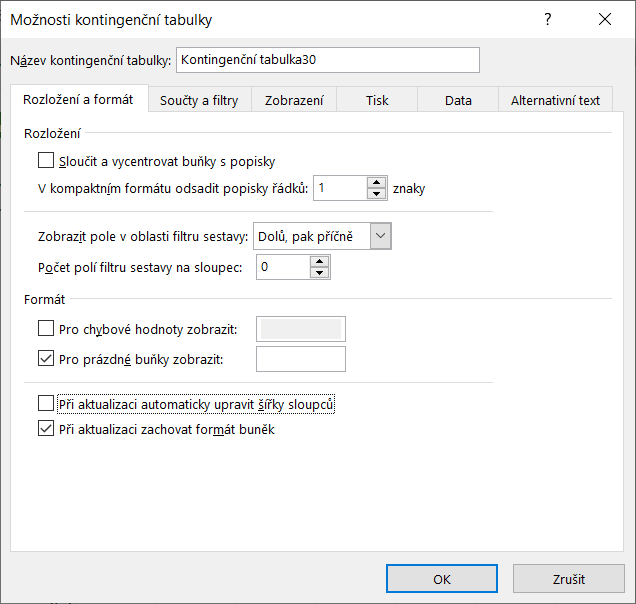 Možnosti kontingenční tabulky
Název kontingenční tabulky: Kontingenční tabulka30
Rozložení a formát Součty a filtry Zobrazení Tisk Data Alternativní text
Rozložení
Sloučit a vycentrovat buňky s popisky
V kompaktním formátu odsadit popisky řádků: 1 znaky
Zobrazit pole v oblasti filtru sestavy: Dolů, pak příčně
Počet polí filtru sestavy na sloupec: 0
Formát
Pro chybové hodnoty zobrazit:
Pro prázdné buňky zobrazit:
Při aktualizaci automaticky upravit šířky sloupců
Při aktualizaci zachovat formát buněk
OK Zrušit